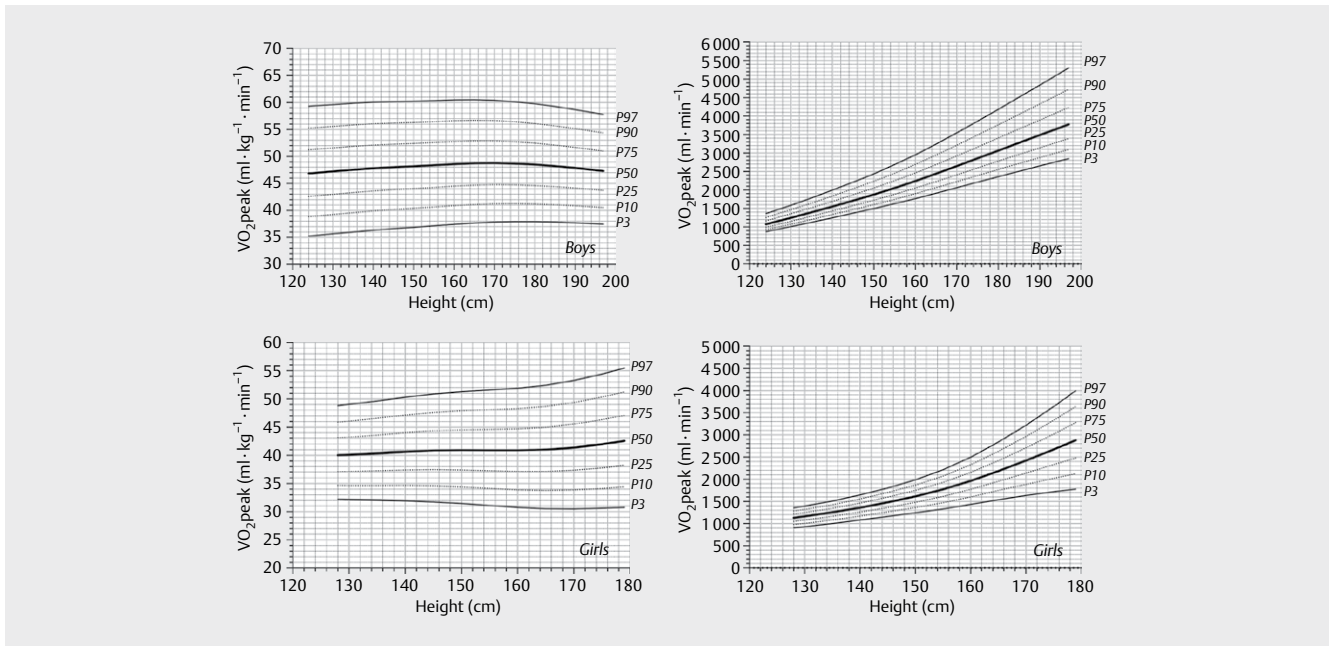 70
65
60
55
50
45
40
35
30
VO₂peak (ml·kg⁻¹·min⁻¹)
P97
P90
P75
P50
P25
P10
P3
Boys
120 130 140 150 160 170 180 190 200
Height (cm)
6 000
5 500
5 000
4 500
4 000
3 500
3 000
2 500
2 000
1 500
1 000
500
0
VO₂peak (ml·min⁻¹)
P97
P90
P75
P50
P25
P10
P3
Boys
120 130 140 150 160 170 180 190 200
Height (cm)
60
55
50
45
40
35
30
25
20
VO₂peak (ml·kg⁻¹·min⁻¹)
P97
P90
P75
P50
P25
P10
P3
Girls
120 130 140 150 160 170 180
Height (cm)
5 000
4 500
4 000
3 500
3 000
2 500
2 000
1 500
1 000
500
0
VO₂peak (ml·min⁻¹)
P97
P90
P75
P50
P25
P10
P3
Girls
120 130 140 150 160 170 180
Height (cm)